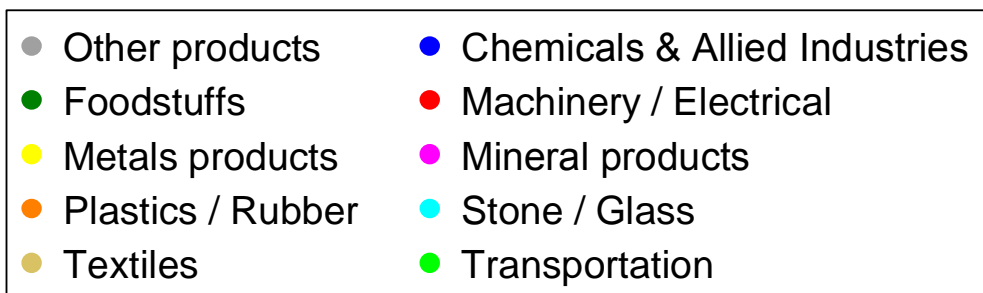 Other products
Foodstuffs
Metals products
Plastics / Rubber
Textiles
Chemicals & Allied Industries
Machinery / Electrical
Mineral products
Stone / Glass
Transportation